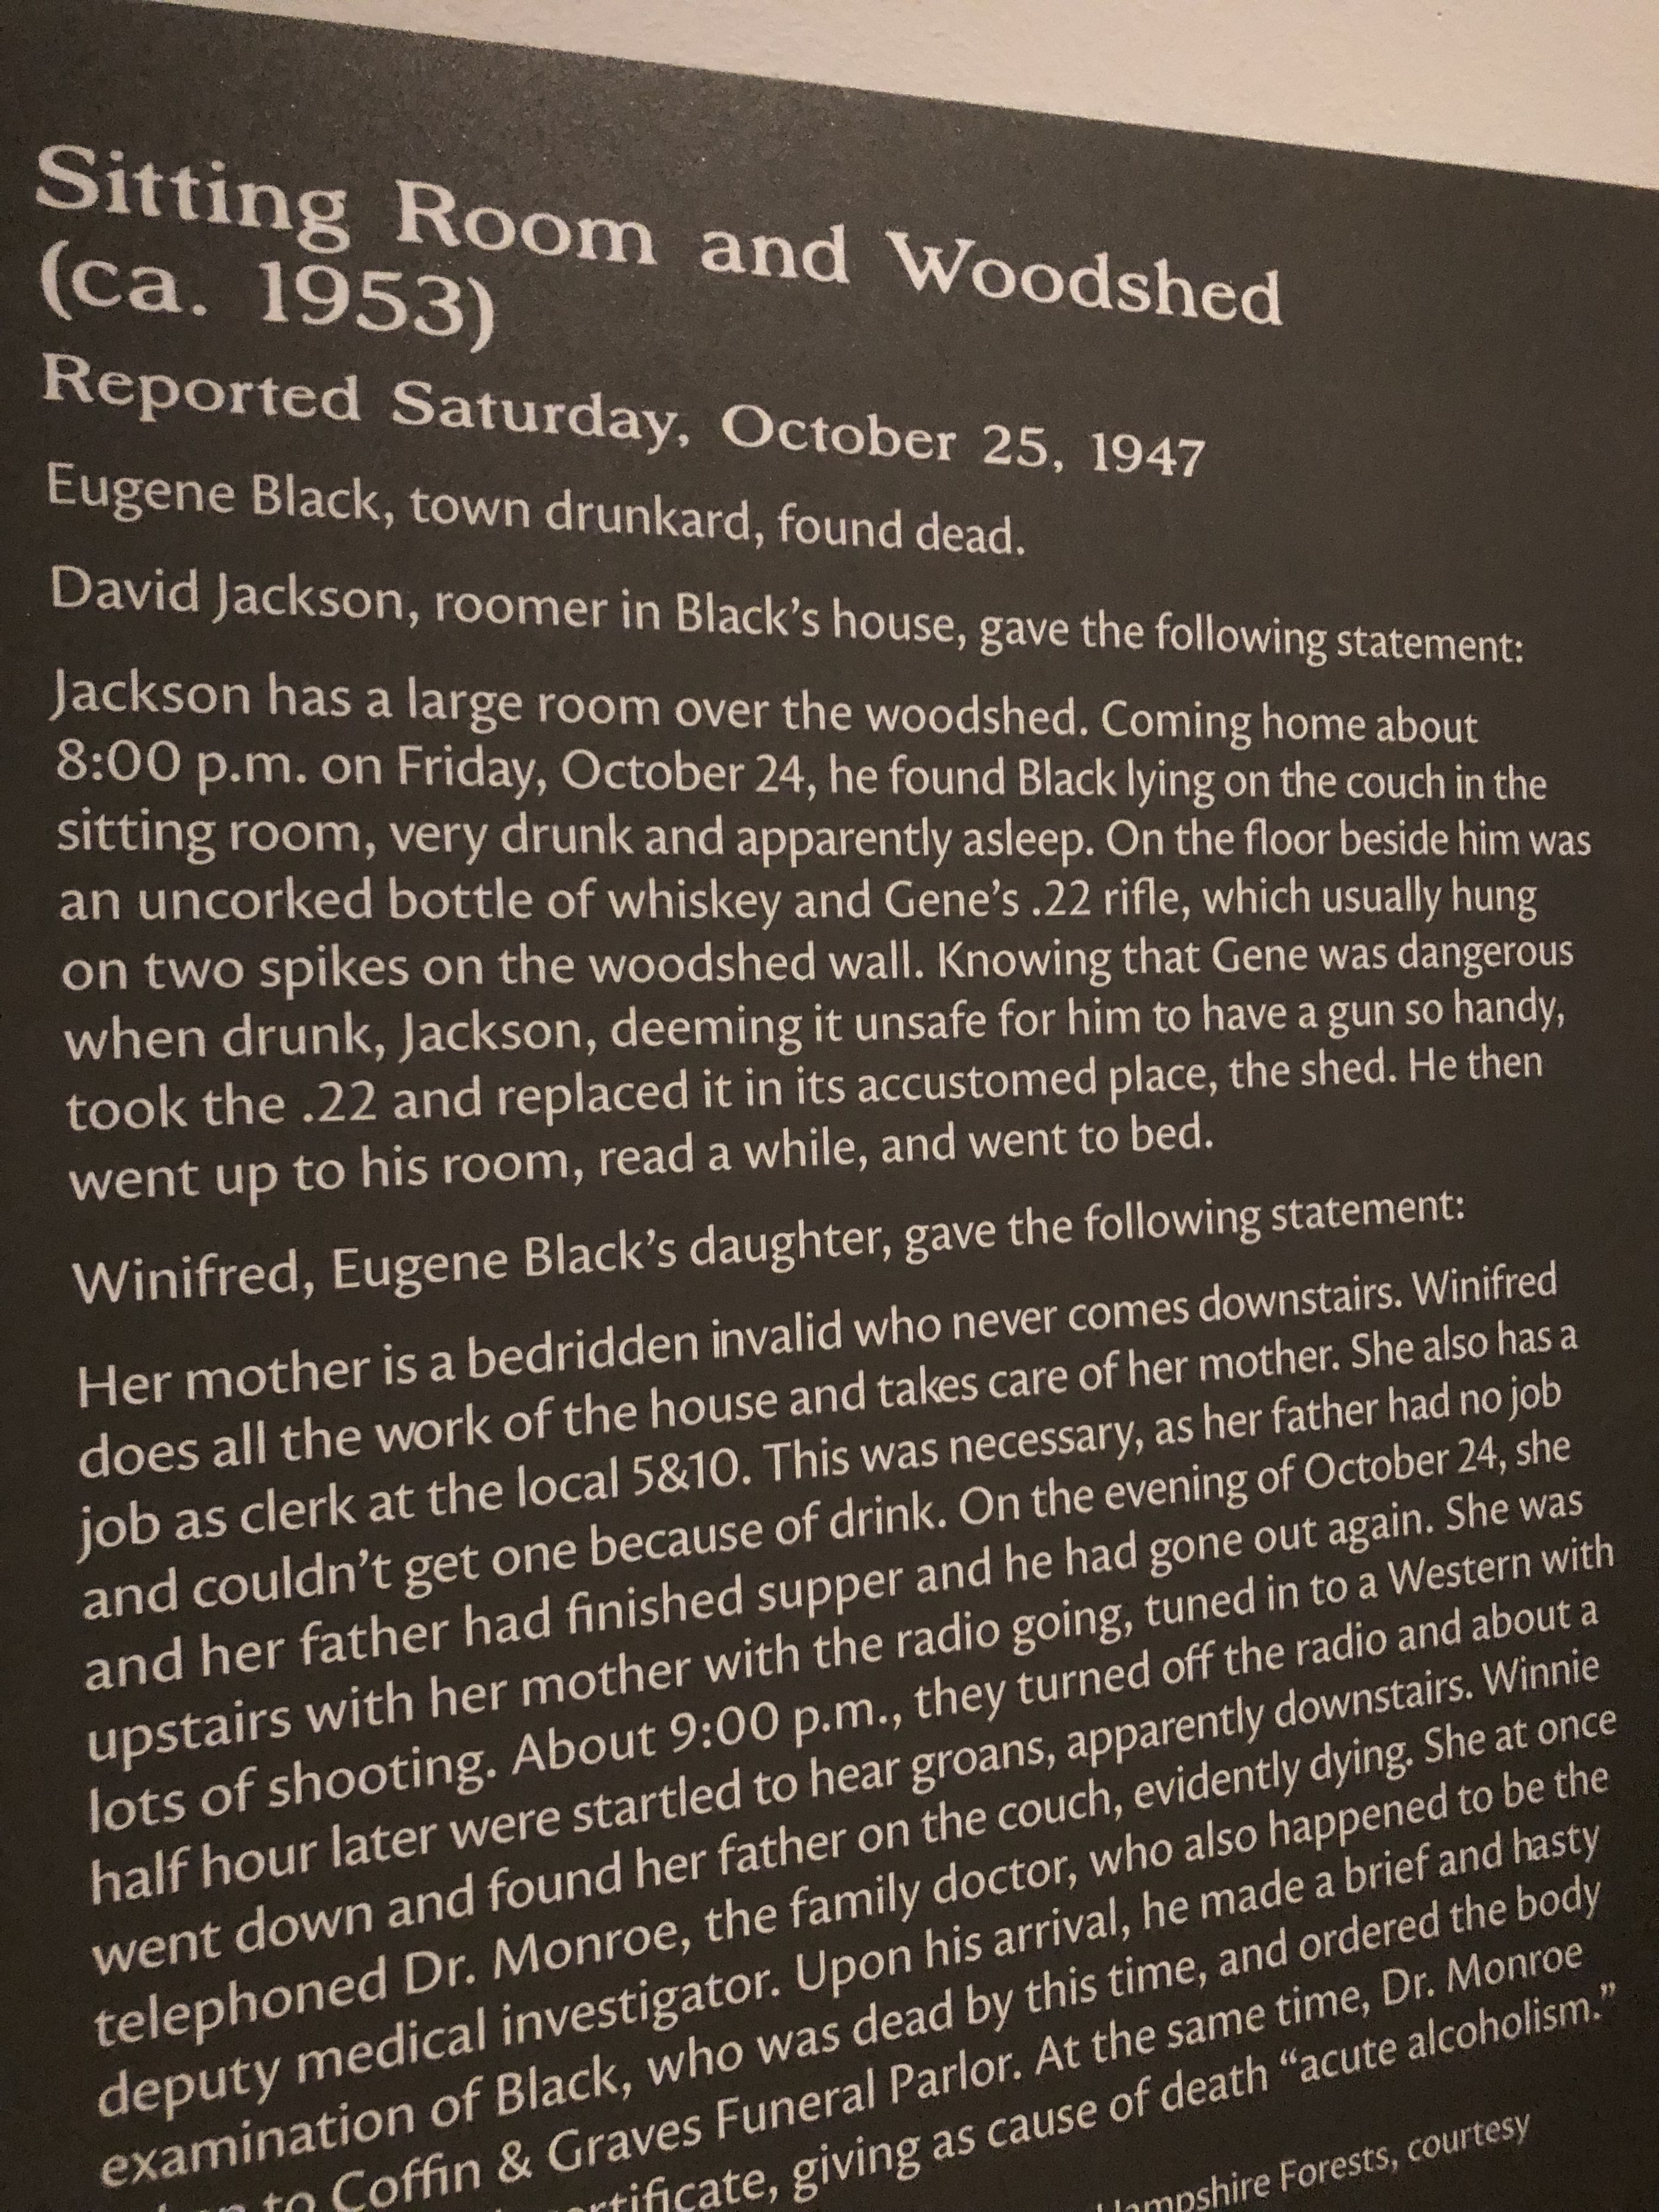 Sitting Room and Woodshed
(ca. 1953)
Reported Saturday, October 25, 1947
Eugene Black, town drunkard, found dead.
David Jackson, roomer in Black’s house, gave the following statement:
Jackson has a large room over the woodshed. Coming home about
8:00 p.m. on Friday, October 24, he found Black lying on the couch in the
sitting room, very drunk and apparently asleep. On the floor beside him was
an uncorked bottle of whiskey and Gene’s .22 rifle, which usually hung
on two spikes on the woodshed wall. Knowing that Gene was dangerous
when drunk, Jackson, deeming it unsafe for him to have a gun so handy,
took the .22 and replaced it in its accustomed place, the shed. He then
went up to his room, read a while, and went to bed.
Winifred, Eugene Black’s daughter, gave the following statement:
Her mother is a bedridden invalid who never comes downstairs. Winifred
does all the work of the house and takes care of her mother. She also has a
job as clerk at the local 5&10. This was necessary, as her father had no job
and couldn’t get one because of drink. On the evening of October 24, she
and her father had finished supper and he had gone out again. She was
upstairs with her mother with the radio going, tuned in to a Western with
lots of shooting. About 9:00 p.m., they turned off the radio and about a
half hour later were startled to hear groans, apparently downstairs. Winnie
went down and found her father on the couch, evidently dying. She at once
telephoned Dr. Monroe, the family doctor, who also happened to be the
deputy medical investigator. Upon his arrival, he made a brief and hasty
examination of Black, who was dead by this time, and ordered the body
to Coffin & Graves Funeral Parlor. At the same time, Dr. Monroe
giving as cause of death “acute alcoholism.”
Forests, courtesy